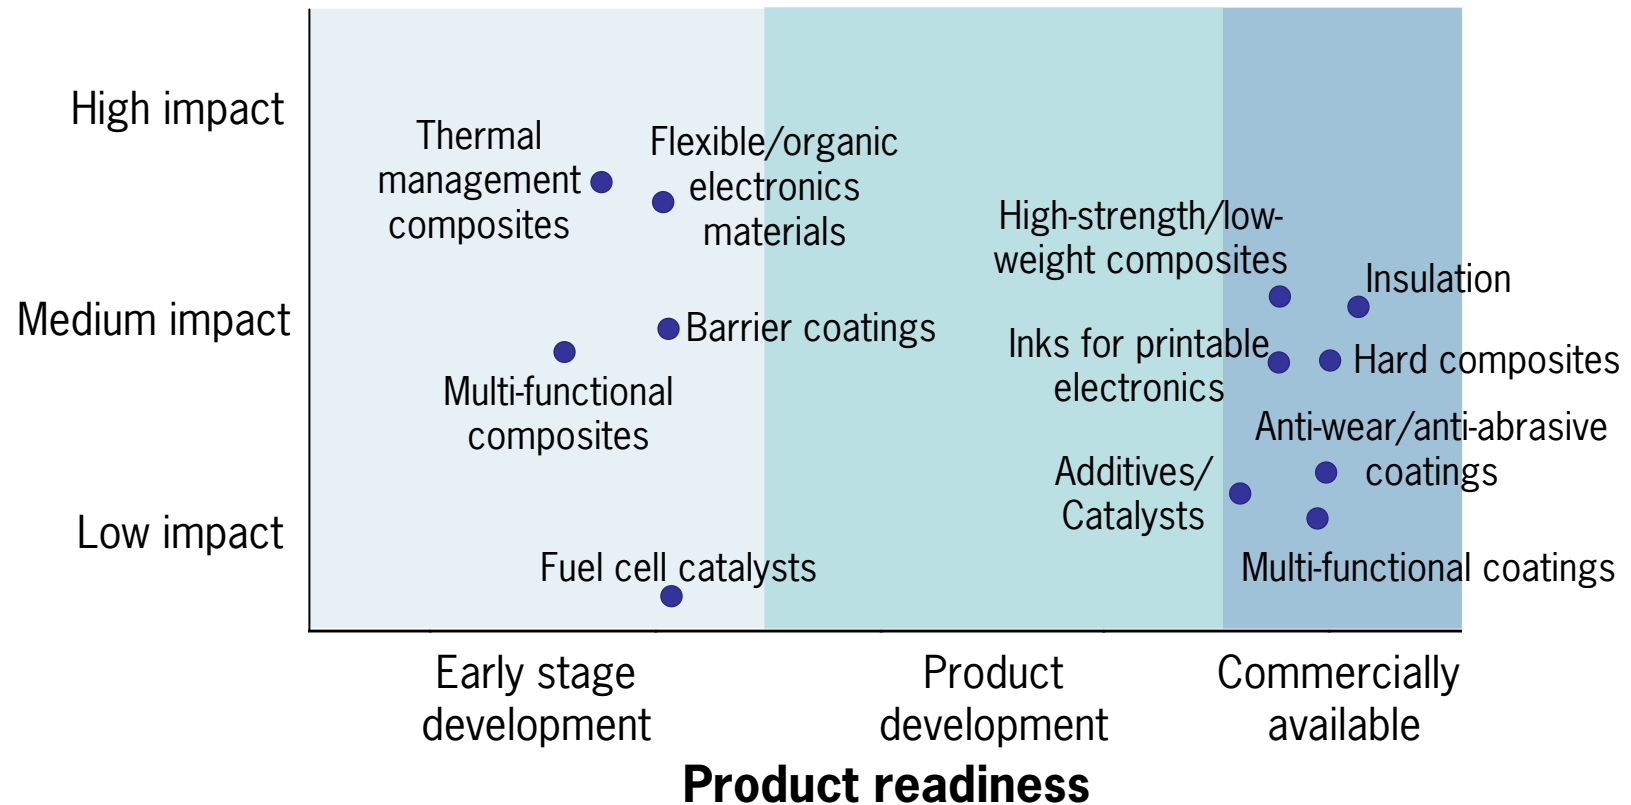 High impact
Medium impact
Low impact
Thermal
management
composites
Flexible/organic
electronics
materials
High-strength/low-
weight composites
Insulation
Barrier coatings
Inks for printable
electronics
Hard composites
Multi-functional
composites
Anti-wear/anti-abrasive
coatings
Additives/
Catalysts
Fuel cell catalysts
Multi-functional coatings
Early stage
development
Product
development
Commercially
available
Product readiness